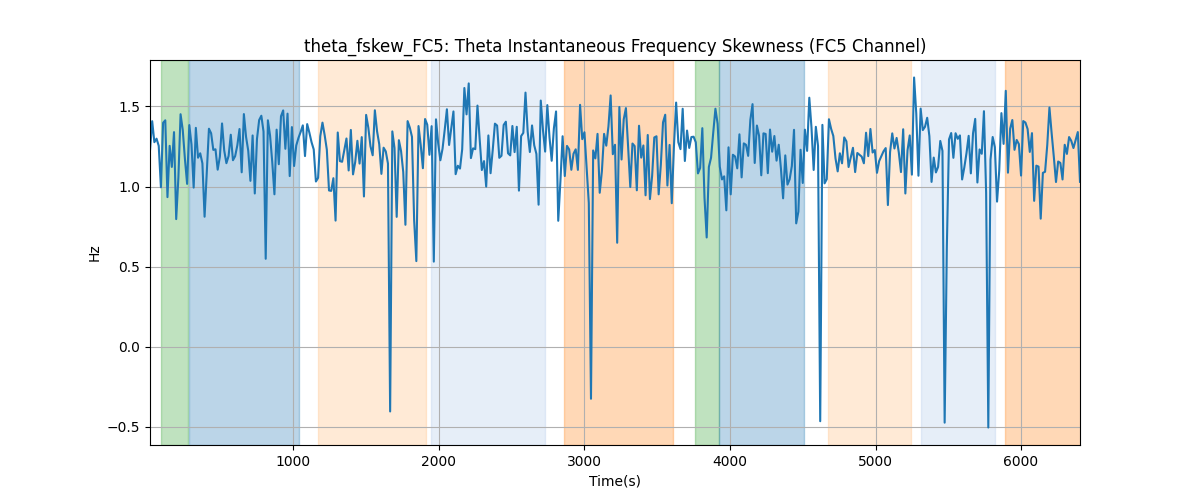 theta_fskew_FC5: Theta Instantaneous Frequency Skewness (FC5 Channel)
Hz
1.5
1.0
0.5
0.0
−0.5
1000 2000 3000 4000 5000 6000
Time(s)